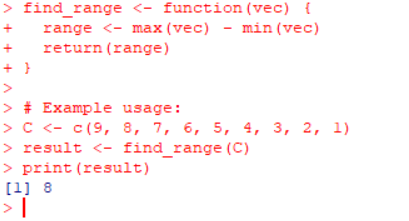 > find_range <- function(vec) {
+   range <- max(vec) - min(vec)
+   return(range)
+ }
>
> # Example usage:
> C <- c(9, 8, 7, 6, 5, 4, 3, 2, 1)
> result <- find_range(C)
> print(result)
[1] 8
>